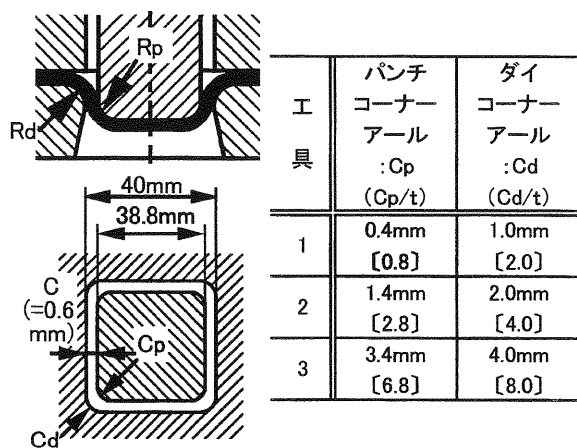 Rp
Rd
40mm
38.8mm
C
(=0.6
mm)
Cp
Cd
工
具
パンチ
コーナー
アール
:Cp
(Cp/t)
ダイ
コーナー
アール
:Cd
(Cd/t)
1
0.4mm
〔0.8〕
1.0mm
〔2.0〕
2
1.4mm
〔2.8〕
2.0mm
〔4.0〕
3
3.4mm
〔6.8〕
4.0mm
〔8.0〕